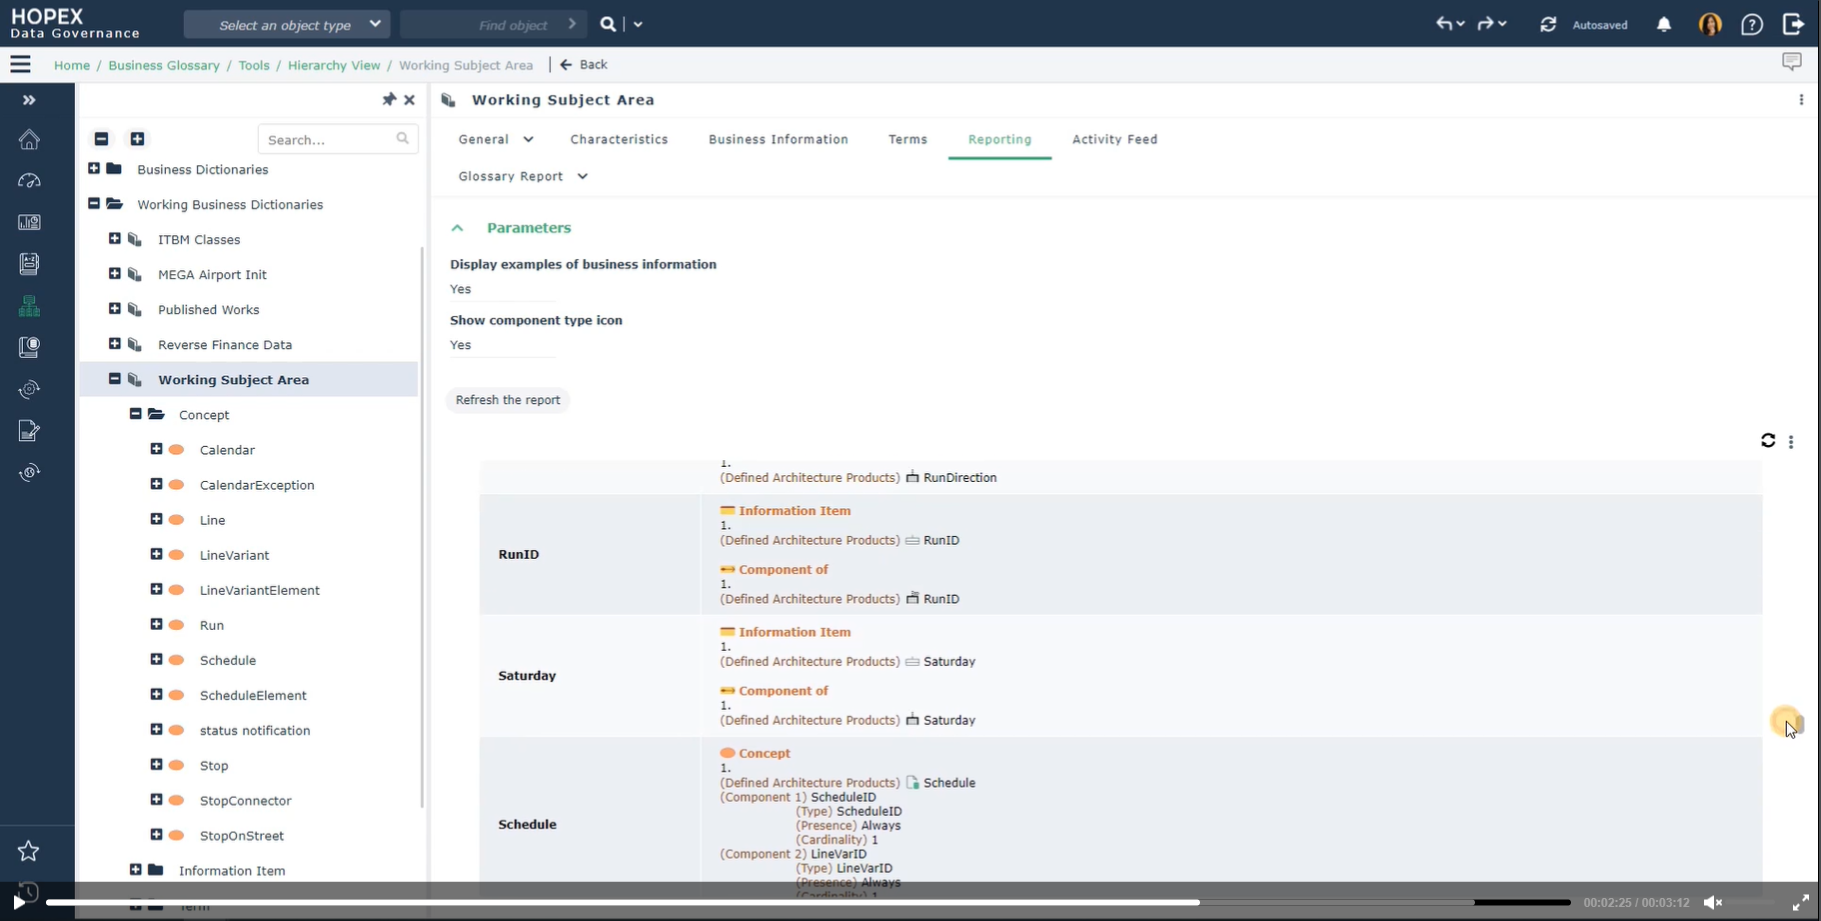 HOPEX
Data Governance
Select an object type
Find object
Autosaved
Home / Business Glossary / Tools / Hierarchy View / Working Subject Area
Back
Search...
Business Dictionaries
Working Business Dictionaries
ITBM Classes
MEGA Airport Init
Published Works
Reverse Finance Data
Working Subject Area
Concept
Calendar
CalendarException
Line
LineVariant
LineVariantElement
Run
Schedule
ScheduleElement
status notification
Stop
StopConnector
StopOnStreet
Information Item
Term
Working Subject Area
General
Characteristics
Business Information
Terms
Reporting
Activity Feed
Glossary Report
Parameters
Display examples of business information
Yes
Show component type icon
Yes
Refresh the report
1.
(Defined Architecture Products) RunDirection
RunID
Information Item
1.
(Defined Architecture Products) RunID
Component of
1.
(Defined Architecture Products) RunID
Saturday
Information Item
1.
(Defined Architecture Products) Saturday
Component of
1.
(Defined Architecture Products) Saturday
Schedule
Concept
1.
(Defined Architecture Products) Schedule
(Component 1) ScheduleID
(Type) ScheduleID
(Presence) Always
(Cardinality) 1
(Component 2) LineVarID
(Type) LineVarID
(Presence) Always
(Cardinality) 1
00:02:25 / 00:03:12